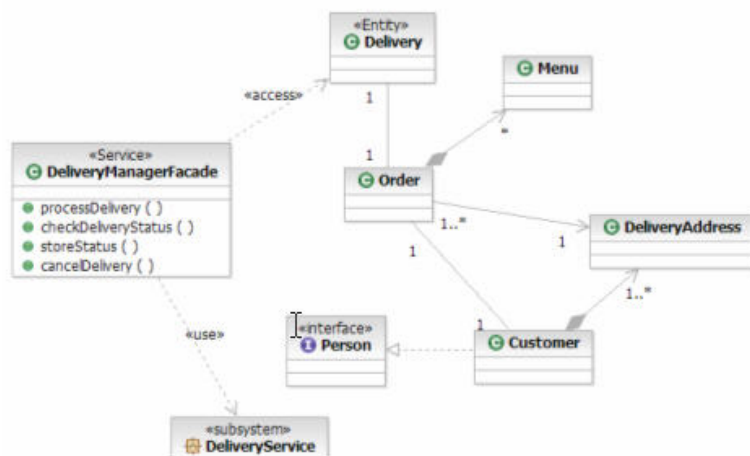 «Entity»
Delivery
Menu
«access»
1
*
«Service»
DeliveryManagerFacade
1
Order
processDelivery ( )
checkDeliveryStatus ( )
storeStatus ( )
cancelDelivery ( )
1..*
DeliveryAddress
1
1
1..*
«use»
«interface»
Person
1
Customer
«subsystem»
DeliveryService